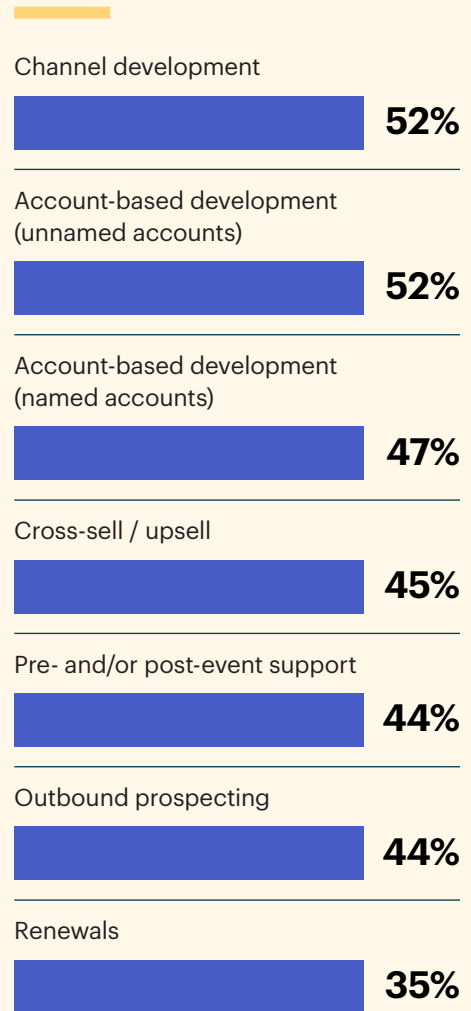 Channel development
52%
Account-based development
(unnamed accounts)
52%
Account-based development
(named accounts)
47%
Cross-sell / upsell
45%
Pre- and/or post-event support
44%
Outbound prospecting
44%
Renewals
35%